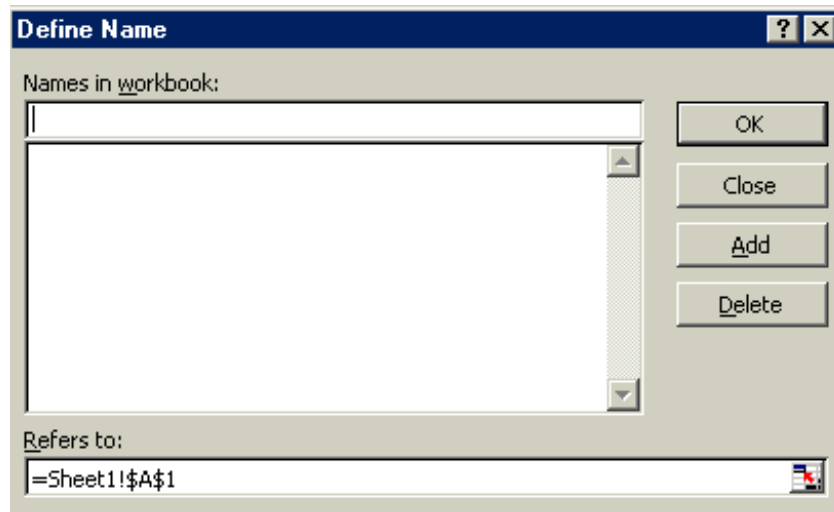 Define Name
Names in workbook:
OK
Close
Add
Delete
Refers to:
=Sheet1!$A$1